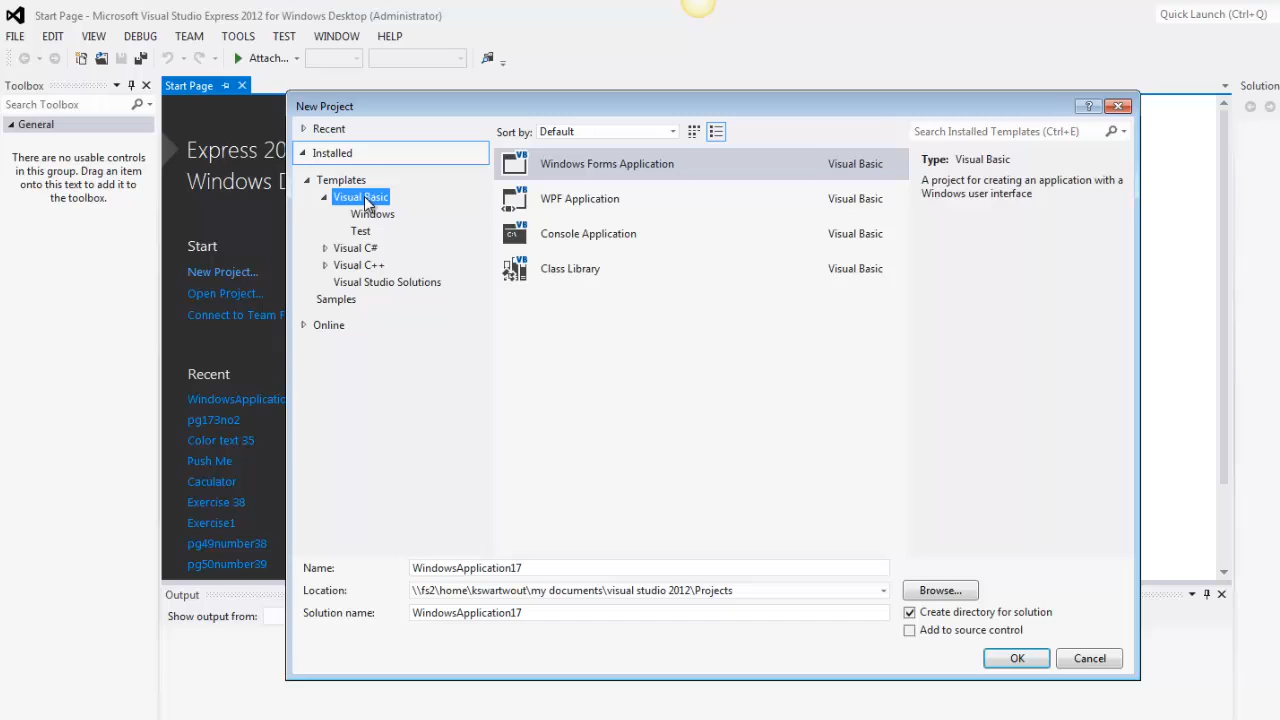 Start Page - Microsoft Visual Studio Express 2012 for Windows Desktop (Administrator)
Quick Launch (Ctrl+Q)
FILE EDIT VIEW DEBUG TEAM TOOLS TEST WINDOW HELP
Attach...
Toolbox
Start Page
Solution
Search Toolbox
General
There are no usable controls
in this group. Drag an item
onto this text to add it to
the toolbox.
Express 20
Windows D
Start
New Project...
Open Project...
Connect to Team F
Recent
WindowsApplicatio
pg173no2
Color text 35
Push Me
Caculator
Exercise 38
Exercise1
pg49number38
pg50number39
Output
Show output from:
New Project
Recent
Installed
Templates
Visual Basic
Windows
Test
Visual C#
Visual C++
Visual Studio Solutions
Samples
Online
Sort by: Default
Search Installed Templates (Ctrl+E)
VB Windows Forms Application Visual Basic
VB WPF Application Visual Basic
VB Console Application Visual Basic
VB Class Library Visual Basic
Type: Visual Basic
A project for creating an application with a
Windows user interface
Name: WindowsApplication17
Location: \\fs2\home\kswartwout\my documents\visual studio 2012\Projects
Browse...
Solution name: WindowsApplication17
Create directory for solution
Add to source control
OK Cancel